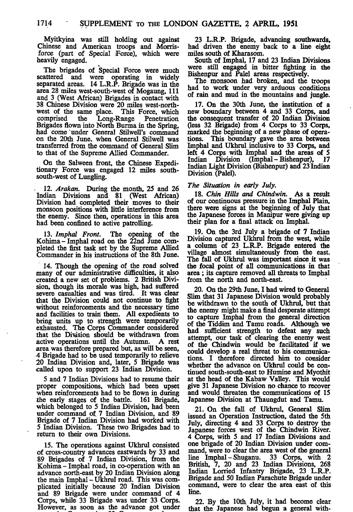 1714 SUPPLEMENT TO THE LONDON GAZETTE, 2 APRIL, 1951
Myitkyina was still holding out against
Chinese and American troops and Morris-
force (part of Special Force), which were
heavily engaged.
The brigades of Special Force were much
scattered and were operating in widely
separated areas. 14 L.R.P. Brigade was in the
area 28 miles west-south-west of Mogaung, 111
and 3 (West African) Brigades in contact with
38 Chinese Division were 20 miles west-north-
west of the same place. This Force, which
comprised the Long-Range Penetration
Brigades flown into North Burma in the Spring,
had come under General Stilwell's command
on the 20th June, when General Stilwell was
transferred from the command of General Slim
to that of the Supreme Allied Commander.
On the Salween front, the Chinese Expedi-
tionary Force was engaged 12 miles south-
south-west of Lungling.
12. Arakan. During the month, 25 and 26
Indian Divisions and 81 (West African)
Division had completed their moves to their
monsoon positions with little interference from
the enemy. Since then, operations in this area
had been confined to active patrolling.
13. Imphal Front. The opening of the
Kohima - Imphal road on the 22nd June com-
pleted the first task set by the Supreme Allied
Commander in his instructions of the 8th June.
14. Though the opening of the road solved
many of our administrative difficulties, it also
created a new set of problems. 2 British Divi-
sion, though its morale was high, had suffered
severe casualties and was tired. It was clear
that the Division could not continue to fight
without reinforcements and the necessary time
and facilities to train them. All expedients to
bring units up to strength were temporarily
exhausted. The Corps Commander considered
that the Division should be withdrawn from
active operations until the Autumn. A rest
area was therefore prepared but, as will be seen,
4 Brigade had to be used temporarily to relieve
20 Indian Division and, later, 5 Brigade was
called upon to support 23 Indian Division.
5 and 7 Indian Divisions had to resume their
proper compositions, which had been upset
when reinforcements had to be flown in during
the early stages of the battle. 161 Brigade,
which belonged to 5 Indian Division, had been
under command of 7 Indian Division, and 89
Brigade of 7 Indian Division had worked with
5 Indian Division. These two Brigades had to
return to their own Divisions.
15. The operations against Ukhrul consisted
of cross-country advances eastwards by 33 and
89 Brigades of 7 Indian Division, from the
Kohima - Imphal road, in co-operation with an
advance north-east by 20 Indian Division along
the main Imphal - Ukhrul road. This was com-
plicated initially because 20 Indian Division
and 89 Brigade were under command of 4
Corps, while 33 Brigade was under 33 Corps.
However, as soon as the advance got under
23 L.R.P. Brigade, advancing southwards,
had driven the enemy back to a line eight
miles south of Kharasom.
South of Imphal, 17 and 23 Indian Divisions
were still engaged in bitter fighting in the
Bishenpur and Palel areas respectively.
The monsoon had broken, and the troops
had to work under very arduous conditions
of rain and mud in the mountains and jungle.
17. On the 30th June, the institution of a
new boundary between 4 and 33 Corps, and
the consequent transfer of 20 Indian Division
(less 32 Brigade) from 4 Corps to 33 Corps,
marked the beginning of a new phase of opera-
tions. This boundary gave the area between
Imphal and Ukhrul inclusive to 33 Corps, and
left 4 Corps with Imphal and the areas of 5
Indian Division (Imphal - Bishenpur), 17
Indian Light Division (Bishenpur) and 23 Indian
Division (Palel).
The Situation in early July.
18. Chin Hills and Chindwin. As a result
of our continuous pressure in the Imphal Plain,
there were signs at the beginning of July that
the Japanese forces in Manipur were giving up
their plan for a final attack on Imphal.
19. On the 3rd July a brigade of 7 Indian
Division captured Ukhrul from the west, while
a column of 23 L.R.P. Brigade entered the
village almost simultaneously from the east.
The fall of Ukhrul was important since it was
the focal point of all communications in that
area; its capture removed all threats to Imphal
from the north and north-east.
20. On the 29th June, I had wired to General
Slim that 31 Japanese Division would probably
be withdrawn to the south of Ukhrul, but that
the enemy might make a final desperate attempt
to capture Imphal from the general direction
of the Tiddim and Tamu roads. Although we
had sufficient strength to defeat any such
attempt, our task of clearing the enemy west
of the Chindwin would be facilitated if we
could develop a real threat to his communica-
tions. I therefore directed him to consider
whether the advance on Ukhrul could be con-
tinued south-south-east to Humine and Myothit
at the head of the Kabaw Valley. This would
give 31 Japanese Division no chance to recover
and would threaten the communications of 15
Japanese Division at Thaungdut and Tamu.
21. On the fall of Ukhrul, General Slim
issued an Operation Instruction, dated the 5th
July, directing 4 and 33 Corps to destroy the
Japanese forces west of the Chindwin River.
4 Corps, with 5 and 17 Indian Divisions and
one brigade of 20 Indian Division under com-
mand, were to clear the area west of the general
line Imphal - Shuganu. 33 Corps, with 2
British, 7, 20 and 23 Indian Divisions, 268
Indian Lorried Infantry Brigade, 23 L.R.P.
Brigade and 50 Indian Parachute Brigade under
command, were to clear the area east of this
line.
22. By the 10th July, it had become clear
that the Japanese had begun a general with-